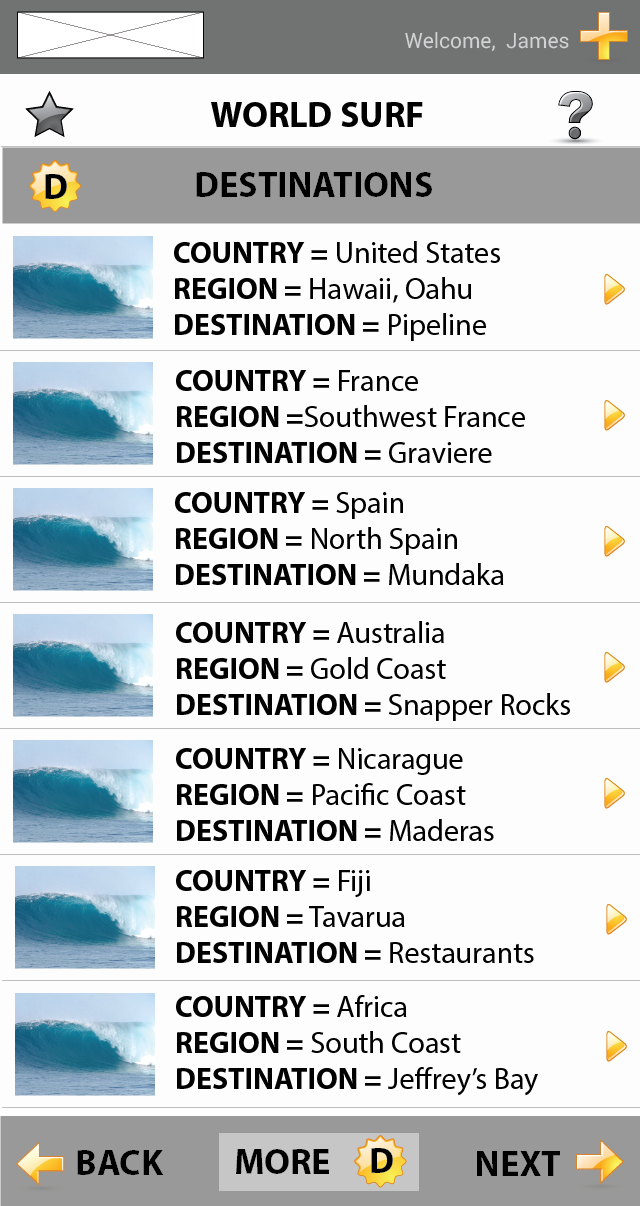 Welcome, James
WORLD SURF
?
D DESTINATIONS
COUNTRY = United States
REGION = Hawaii, Oahu
DESTINATION = Pipeline
COUNTRY = France
REGION =Southwest France
DESTINATION = Graviere
COUNTRY = Spain
REGION = North Spain
DESTINATION = Mundaka
COUNTRY = Australia
REGION = Gold Coast
DESTINATION = Snapper Rocks
COUNTRY = Nicarague
REGION = Pacific Coast
DESTINATION = Maderas
COUNTRY = Fiji
REGION = Tavarua
DESTINATION = Restaurants
COUNTRY = Africa
REGION = South Coast
DESTINATION = Jeffrey’s Bay
BACK MORE D NEXT